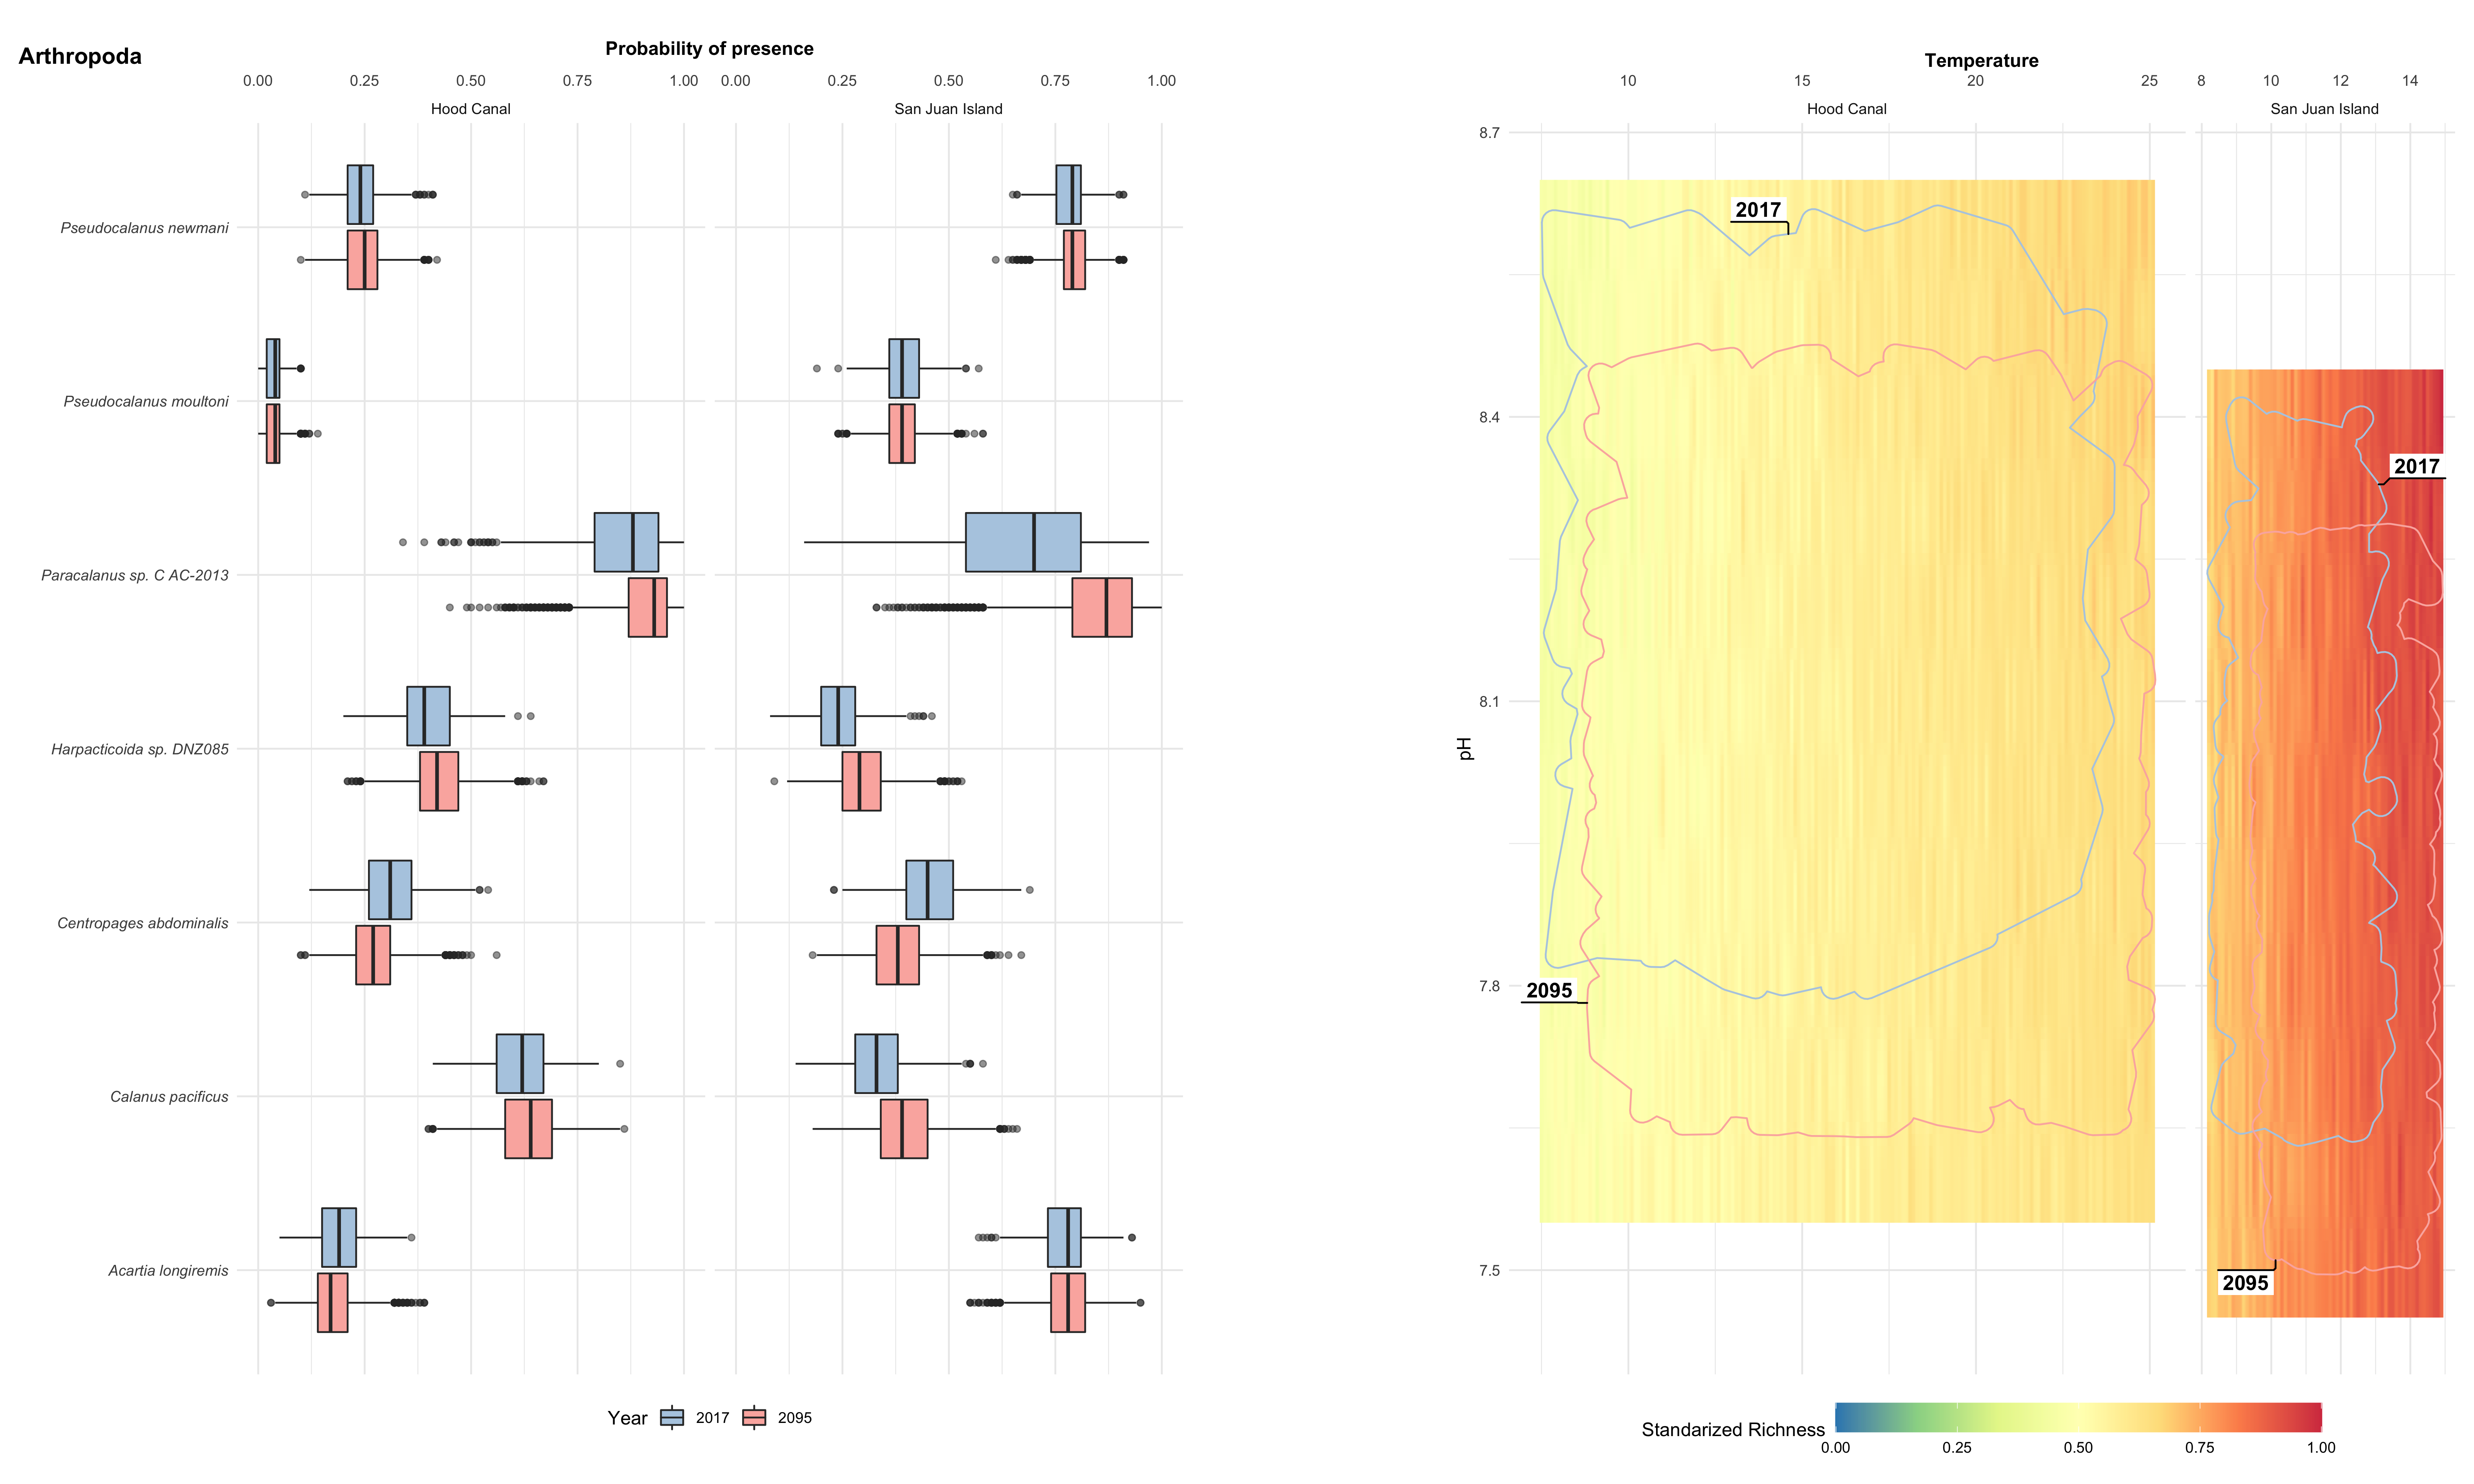 Arthropoda
Probability of presence
0.00 0.25 0.50 0.75 1.00 0.00 0.25 0.50 0.75 1.00
Hood Canal San Juan Island
Pseudocalanus newmani
Pseudocalanus moultoni
Paracalanus sp. C AC-2013
Harpacticoida sp. DNZ085
Centropages abdominalis
Calanus pacificus
Acartia longiremis
Year 2017 2095
Temperature
10 15 20 25 8 10 12 14
Hood Canal San Juan Island
8.7
2017
8.4
2017
8.1
pH
7.8
2095
7.5
2095
Standarized Richness
0.00 0.25 0.50 0.75 1.00